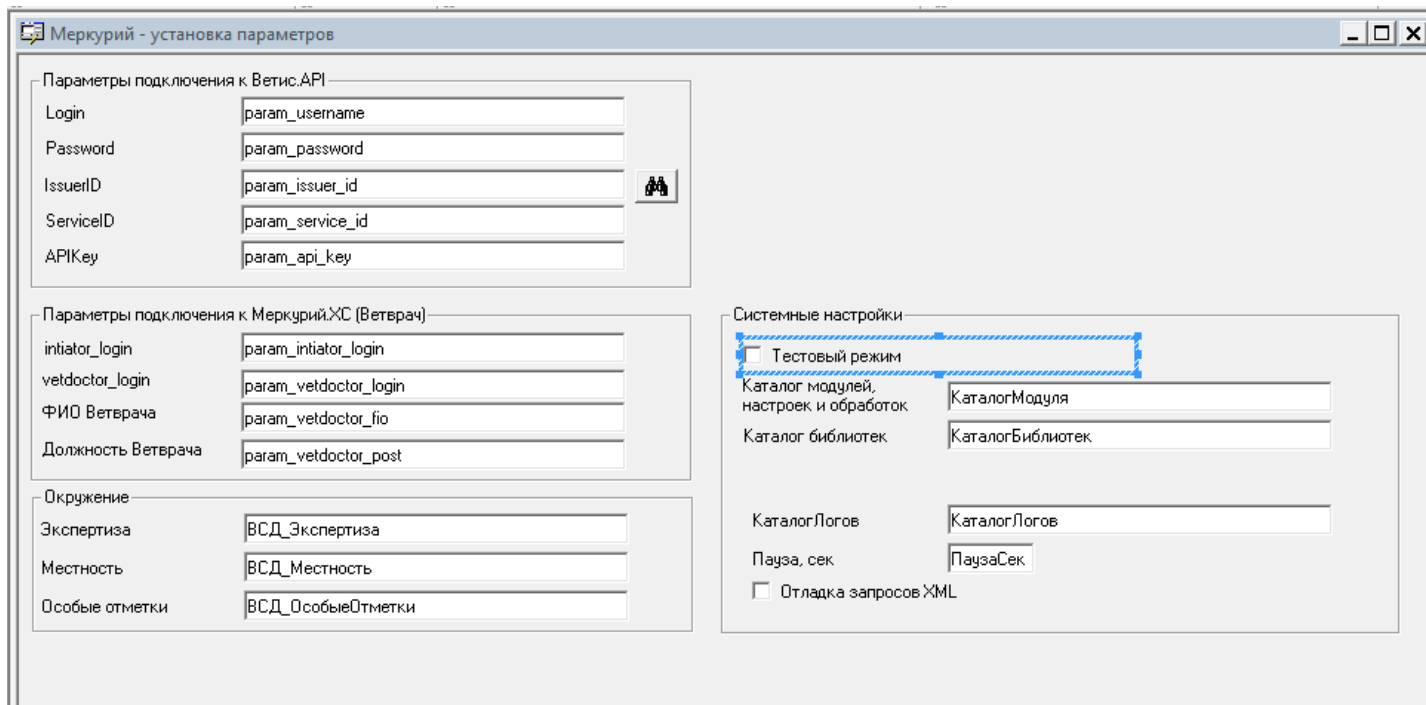 Меркурий - установка параметров
Параметры подключения к Ветис.API
Login
param_username
Password
param_password
IssuerID
param_issuer_id
ServiceID
param_service_id
APIKey
param_api_key
Параметры подключения к Меркурий.ХС (Ветврач)
intiator_login
param_intiator_login
vetdoctor_login
param_vetdoctor_login
ФИО Ветврача
param_vetdoctor_fio
Должность Ветврача
param_vetdoctor_post
Окружение
Экспертиза
ВСД_Экспертиза
Местность
ВСД_Местность
Особые отметки
ВСД_ОсобыеОтметки
Системные настройки
Тестовый режим
Каталог модулей,
настроек и обработок
КаталогМодуля
Каталог библиотек
КаталогБиблиотек
КаталогЛогов
КаталогЛогов
Пауза, сек
ПаузаСек
Отладка запросов XML